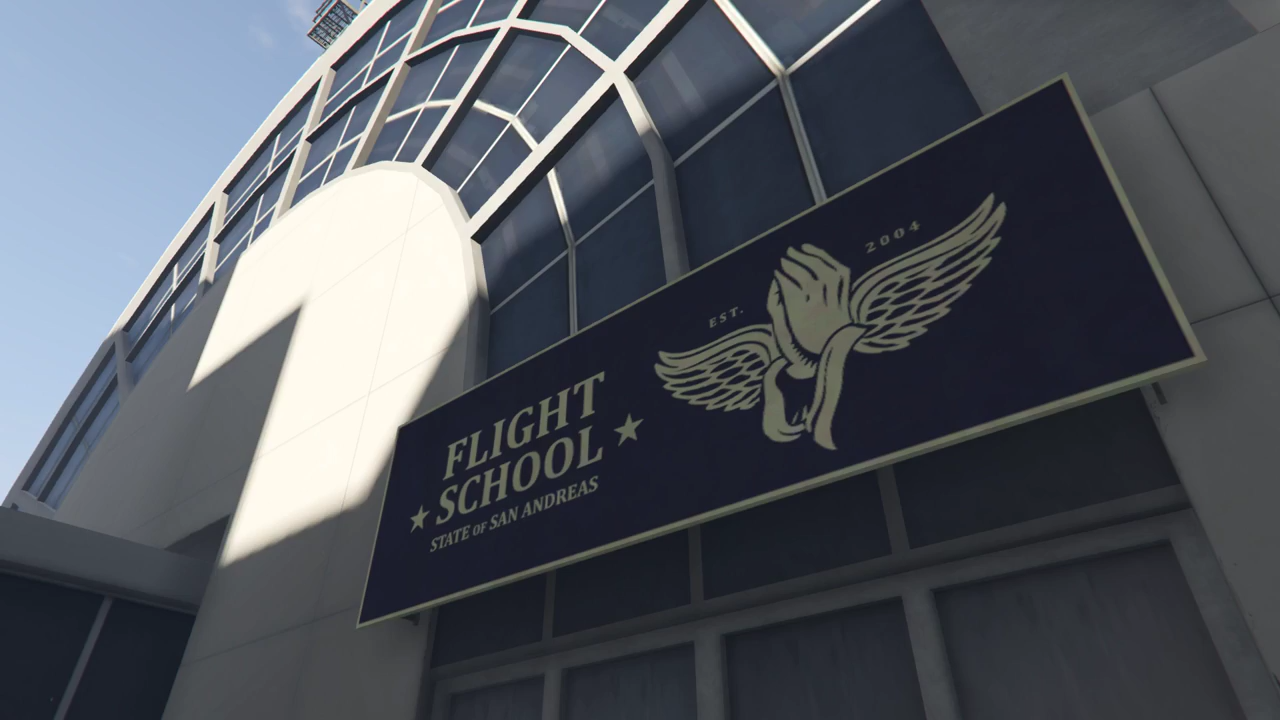 FLIGHT
SCHOOL
STATE OF SAN ANDREAS
EST.
2004